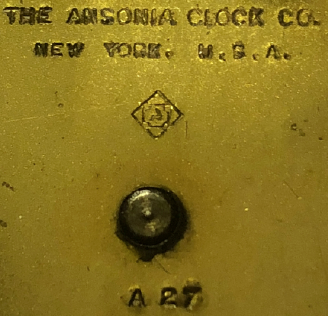 THE ANSONIA CLOCK CO.
NEW YORK. U.S.A.
A 27